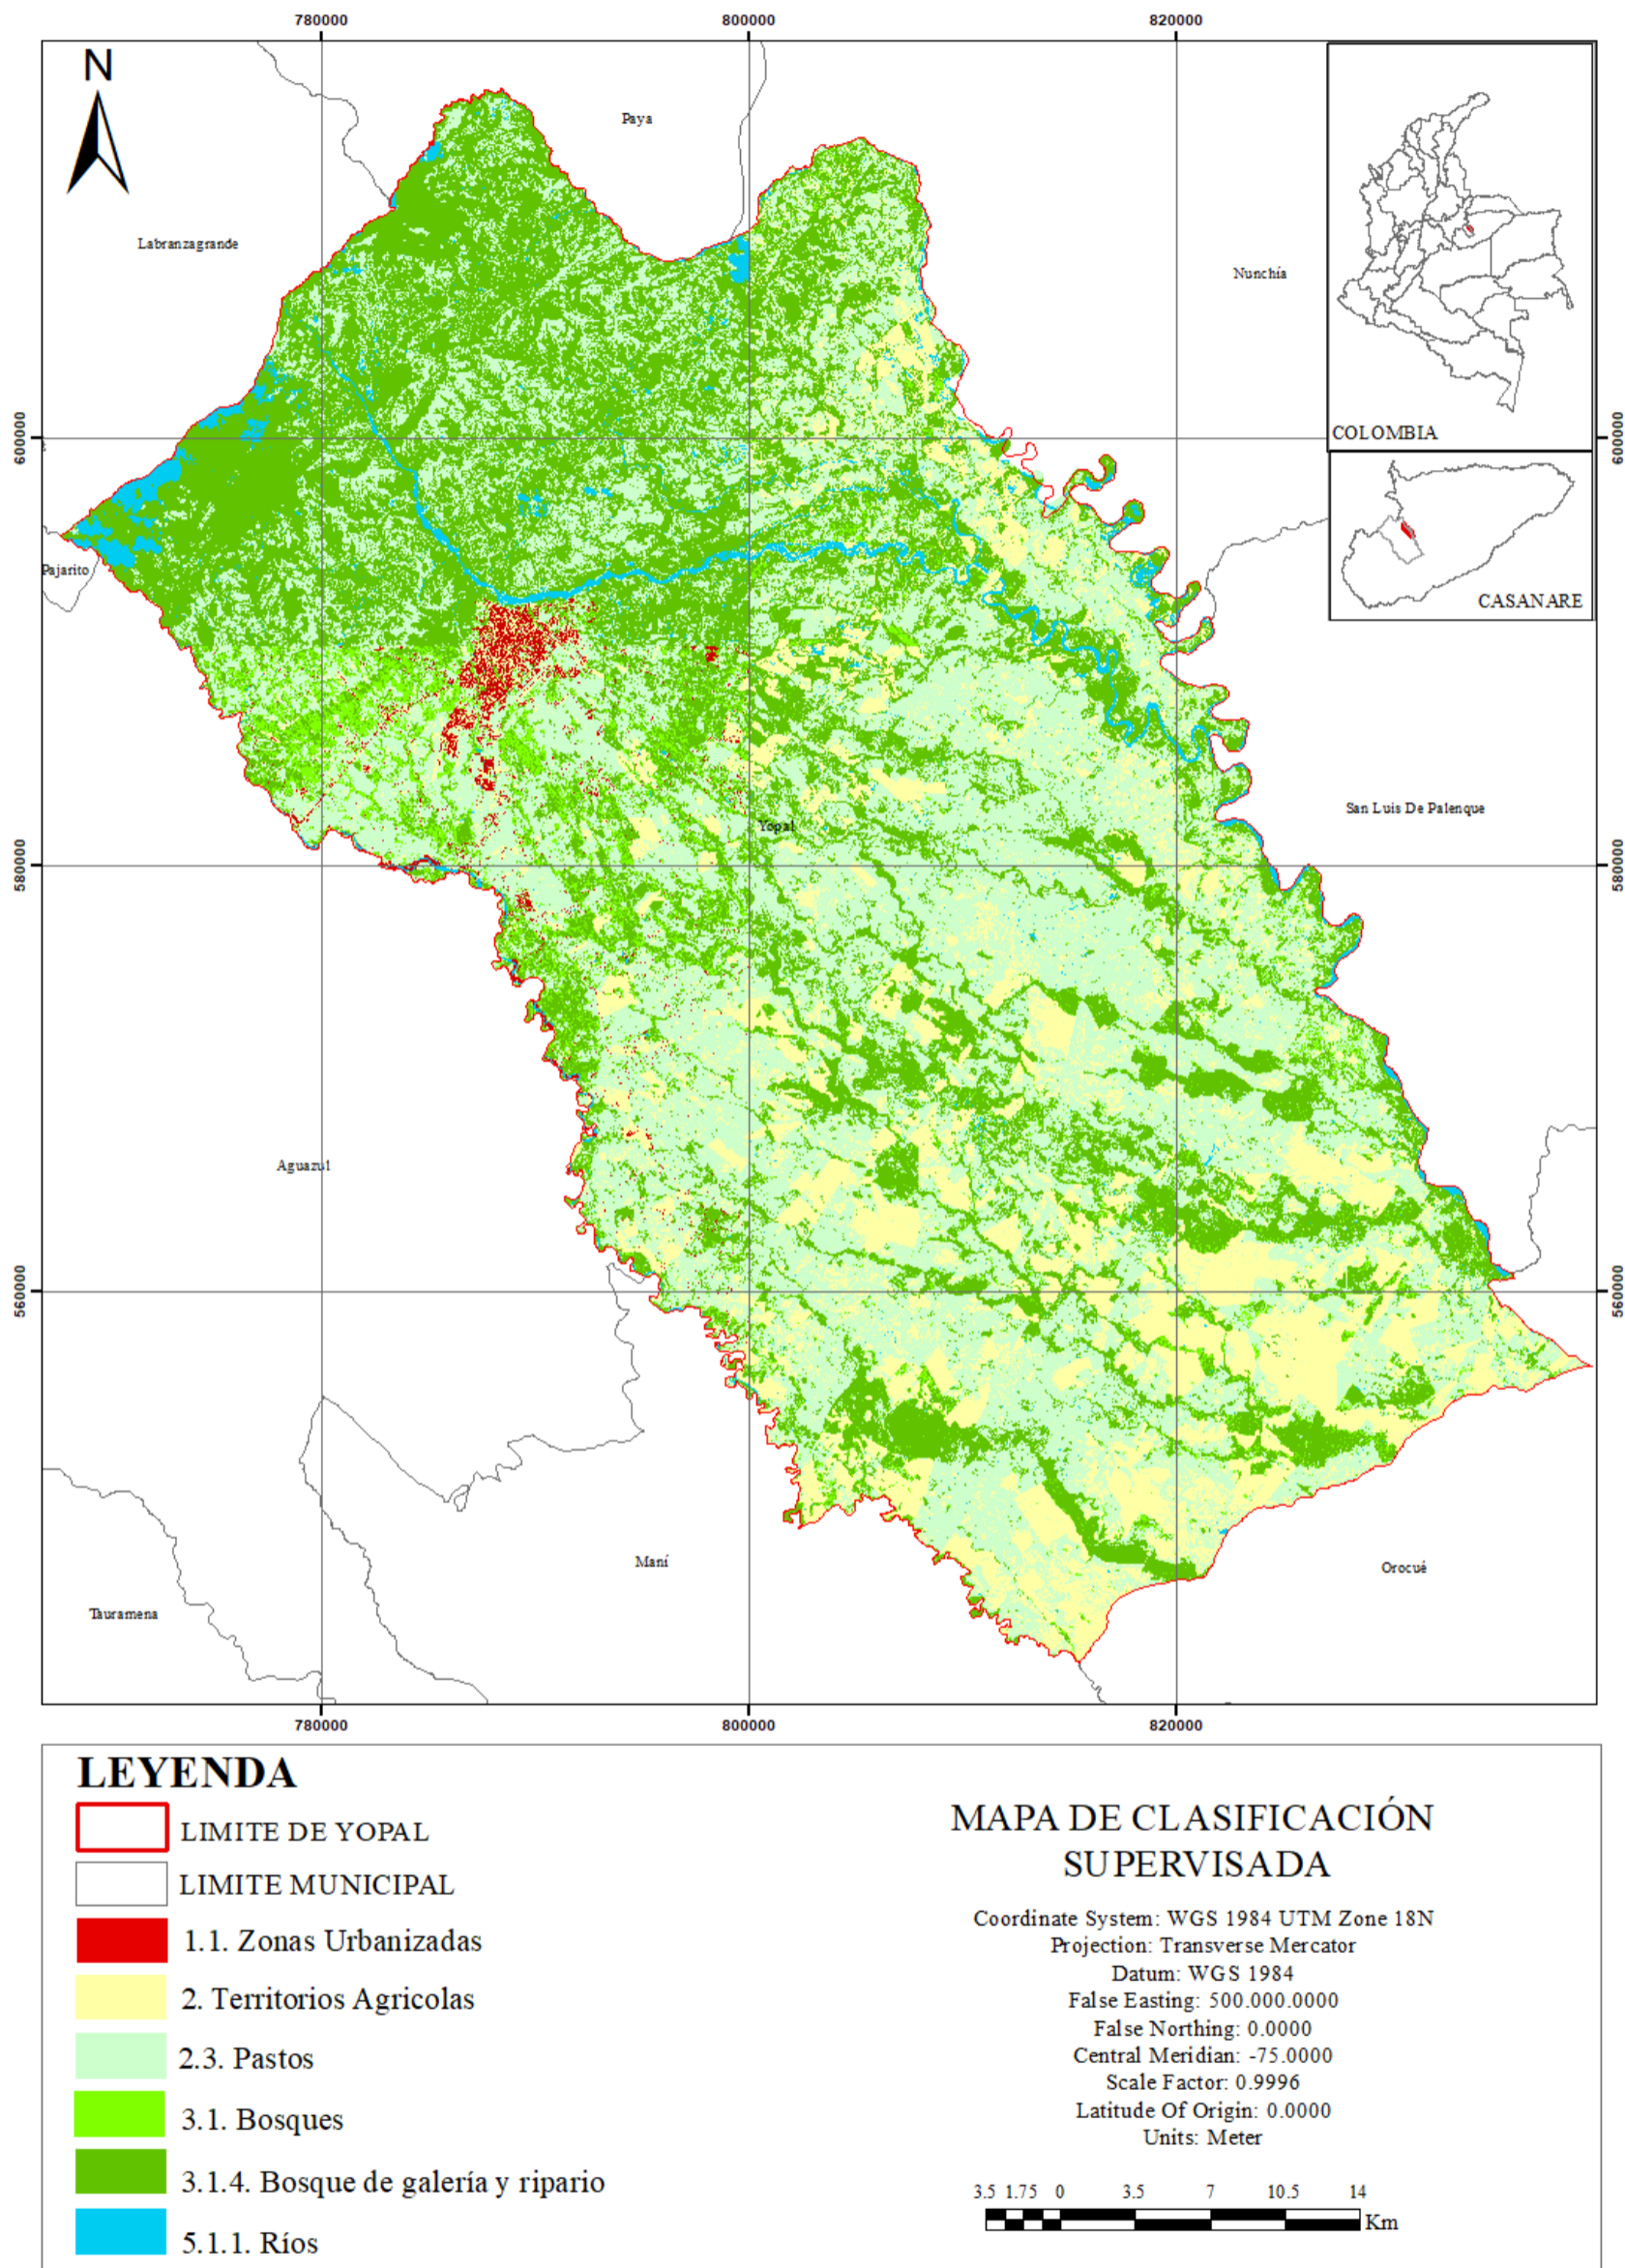 780000
800000
820000
N
Paya
Labranzagrande
Nunchía
COLOMBIA
600000
600000
Pajarito
CASANARE
San Luis De Palenque
Yopal
580000
580000
Aguazul
560000
560000
Maní
Orocué
Tauramena
780000
800000
820000
LEYENDA
LIMITE DE YOPAL
LIMITE MUNICIPAL
1.1. Zonas Urbanizadas
2. Territorios Agricolas
2.3. Pastos
3.1. Bosques
3.1.4. Bosque de galería y ripario
5.1.1. Ríos
MAPA DE CLASIFICACIÓN
SUPERVISADA
Coordinate System: WGS 1984 UTM Zone 18N
Projection: Transverse Mercator
Datum: WGS 1984
False Easting: 500.000.0000
False Northing: 0.0000
Central Meridian: -75.0000
Scale Factor: 0.9996
Latitude Of Origin: 0.0000
Units: Meter
3.5 1.75 0 3.5 7 10.5 14
Km